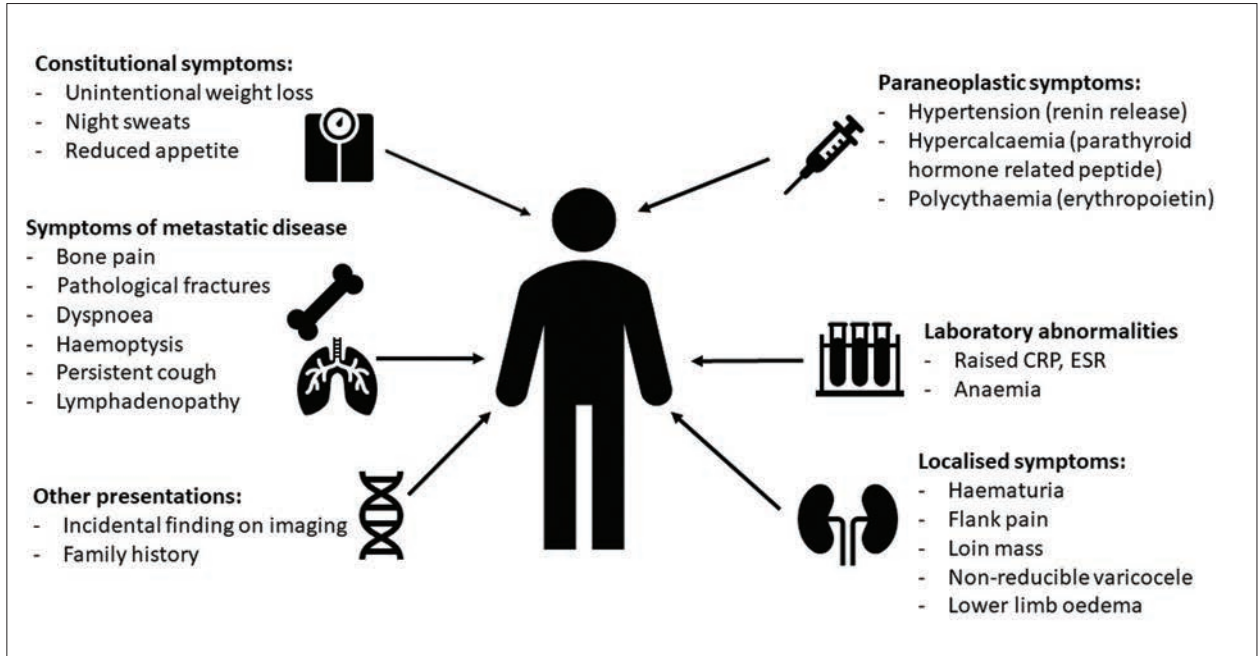 Constitutional symptoms:
- Unintentional weight loss
- Night sweats
- Reduced appetite
Symptoms of metastatic disease
- Bone pain
- Pathological fractures
- Dyspnoea
- Haemoptysis
- Persistent cough
- Lymphadenopathy
Other presentations:
- Incidental finding on imaging
- Family history
Paraneoplastic symptoms:
- Hypertension (renin release)
- Hypercalcaemia (parathyroid
hormone related peptide)
- Polycythaemia (erythropoietin)
Laboratory abnormalities
- Raised CRP, ESR
- Anaemia
Localised symptoms:
- Haematuria
- Flank pain
- Loin mass
- Non-reducible varicocele
- Lower limb oedema